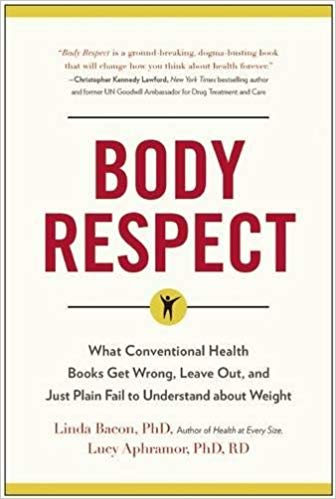 "Body Respect is a ground-breaking, dogma-busting book
that will change how you think about health forever."
—Christopher Kennedy Lawford, New York Times bestselling author
and former UN Goodwill Ambassador for Drug Treatment and Care
BODY
RESPECT
What Conventional Health
Books Get Wrong, Leave Out, and
Just Plain Fail to Understand about Weight
Linda Bacon, PhD, Author of Health at Every Size,
Lucy Aphramor, PhD, RD